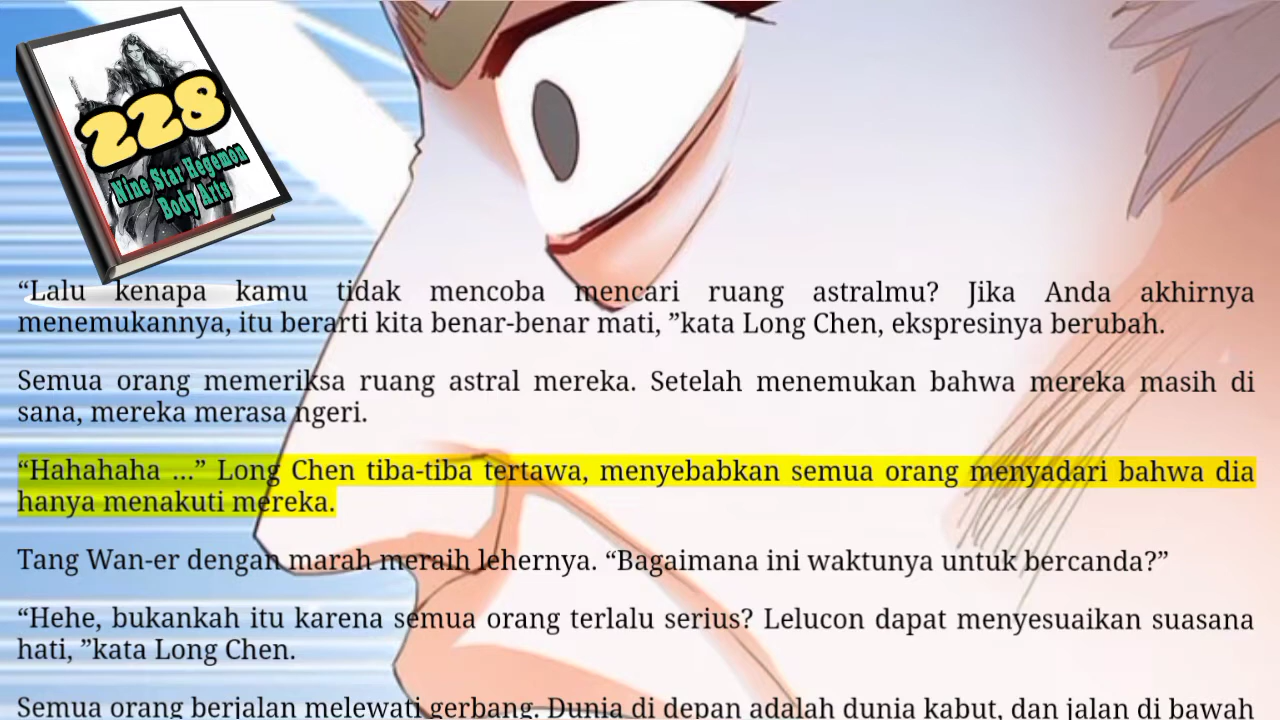 228
Nine Star Hegemon
Body Arts
“Lalu kenapa kamu tidak mencoba mencari ruang astralmu? Jika Anda akhirnya
menemukannya, itu berarti kita benar-benar mati, ”kata Long Chen, ekspresinya berubah.
Semua orang memeriksa ruang astral mereka. Setelah menemukan bahwa mereka masih di
sana, mereka merasa ngeri.
“Hahahaha ...” Long Chen tiba-tiba tertawa, menyebabkan semua orang menyadari bahwa dia
hanya menakuti mereka.
Tang Wan-er dengan marah meraih lehernya. “Bagaimana ini waktunya untuk bercanda?”
“Hehe, bukankah itu karena semua orang terlalu serius? Lelucon dapat menyesuaikan suasana
hati, ”kata Long Chen.
Semua orang berjalan melewati gerbang. Dunia di depan adalah dunia kabut, dan jalan di bawah